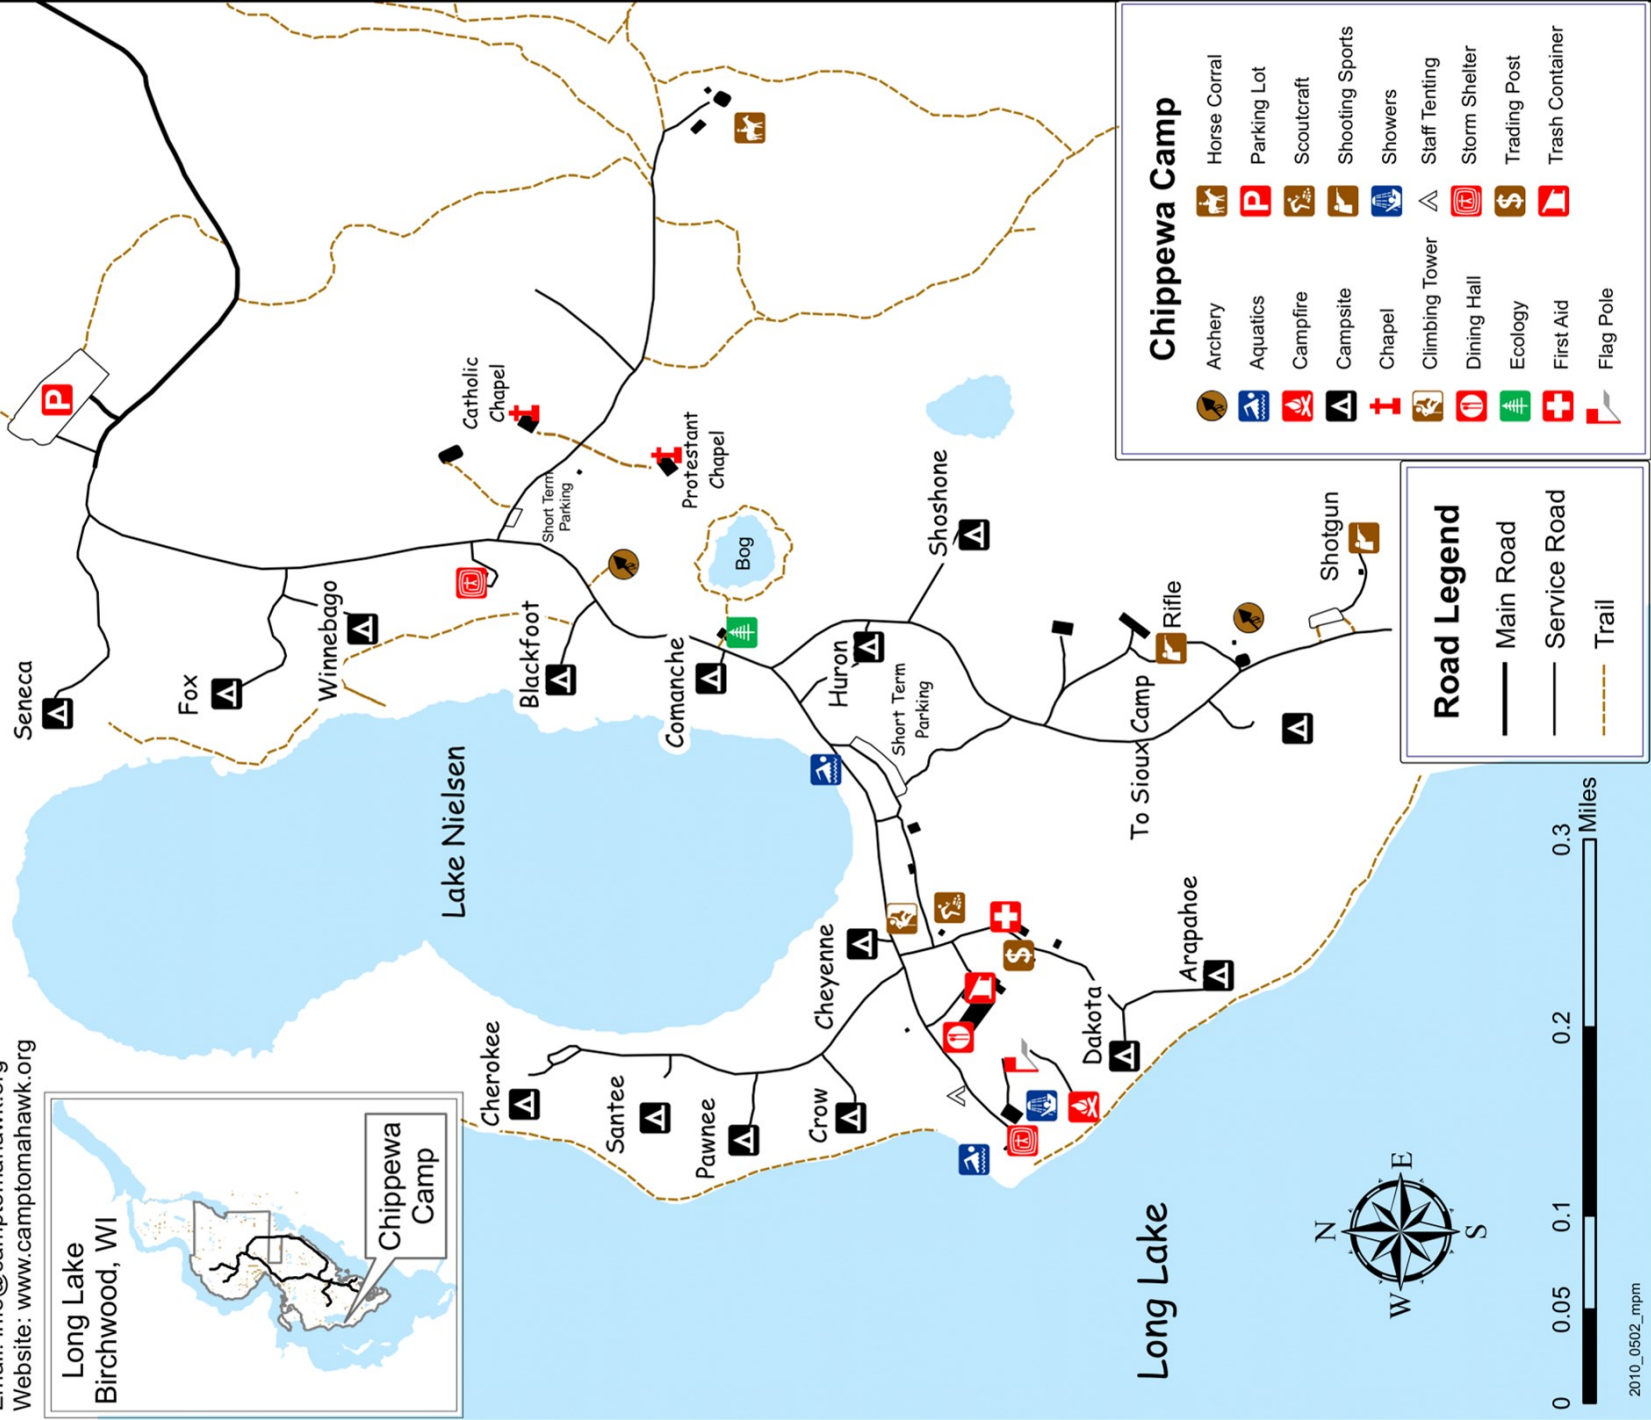 Website: www.camptomahawk.org
Long Lake
Birchwood, WI
Chippewa
Camp
Seneca
Fox
Winnebago
Lake Nielsen
Blackfoot
Comanche
Catholic
Chapel
Short Term
Parking
Protestant
Chapel
Bog
Shoshone
Huron
Short Term
Parking
Cherokee
Santee
Pawnee
Crow
Cheyenne
Dakota
Arapahoe
To Sioux Camp
Rifle
Shotgun
Long Lake
N
W
E
S
Chippewa Camp
Archery
Aquatics
Campfire
Campsite
Chapel
Climbing Tower
Dining Hall
Ecology
First Aid
Flag Pole
Horse Corral
P
Parking Lot
Scoutcraft
Shooting Sports
Showers
Staff Tenting
Storm Shelter
$
Trading Post
Trash Container
P
$
Road Legend
Main Road
Service Road
Trail
0 0.05 0.1 0.2 0.3
Miles
2010_0502_mpm